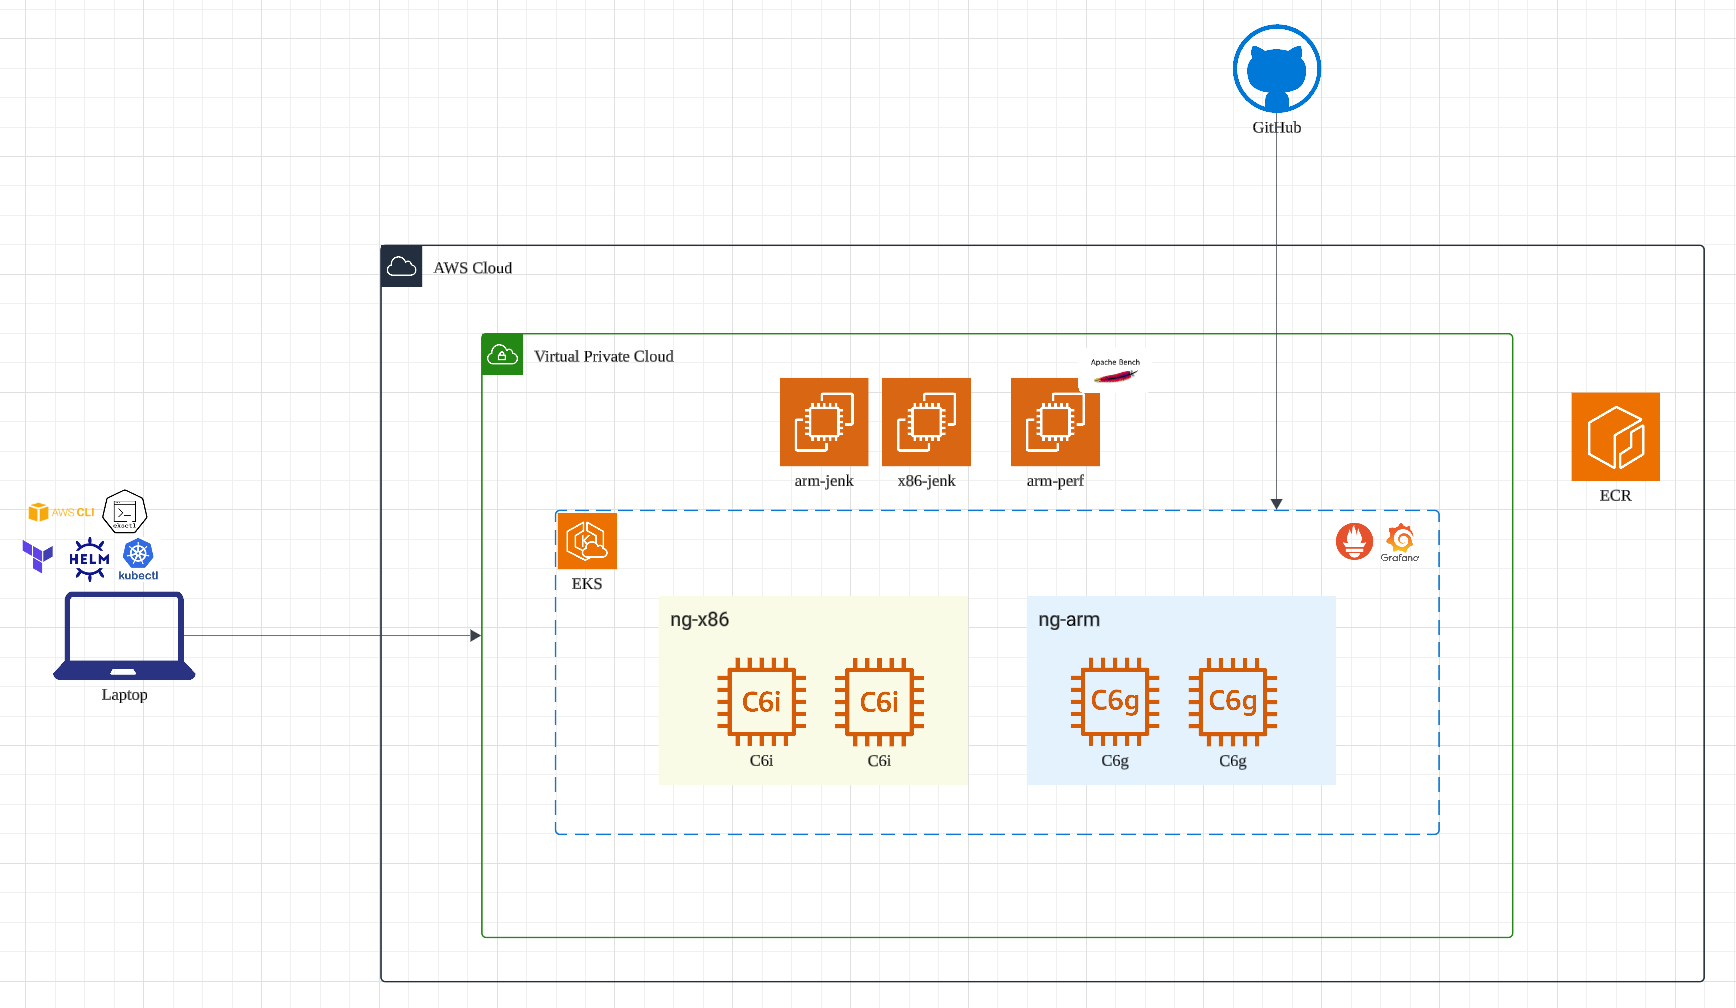 GitHub
AWS Cloud
Virtual Private Cloud
Apache Bench
arm-jenk
x86-jenk
arm-perf
ECR
AWS CLI
eksctl
HELM
kubectl
Laptop
EKS
Grafana
ng-x86
C6i
C6i
C6i
C6i
ng-arm
C6g
C6g
C6g
C6g